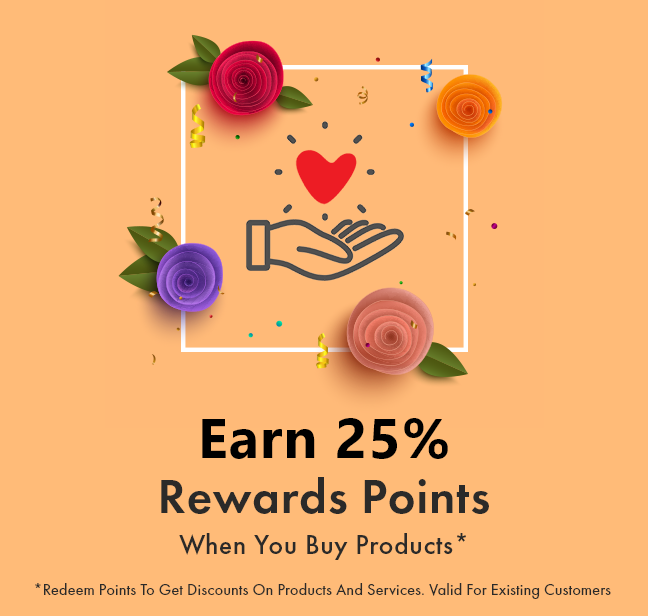 Earn 25%
Rewards Points
When You Buy Products*
*Redeem Points To Get Discounts On Products And Services. Valid For Existing Customers